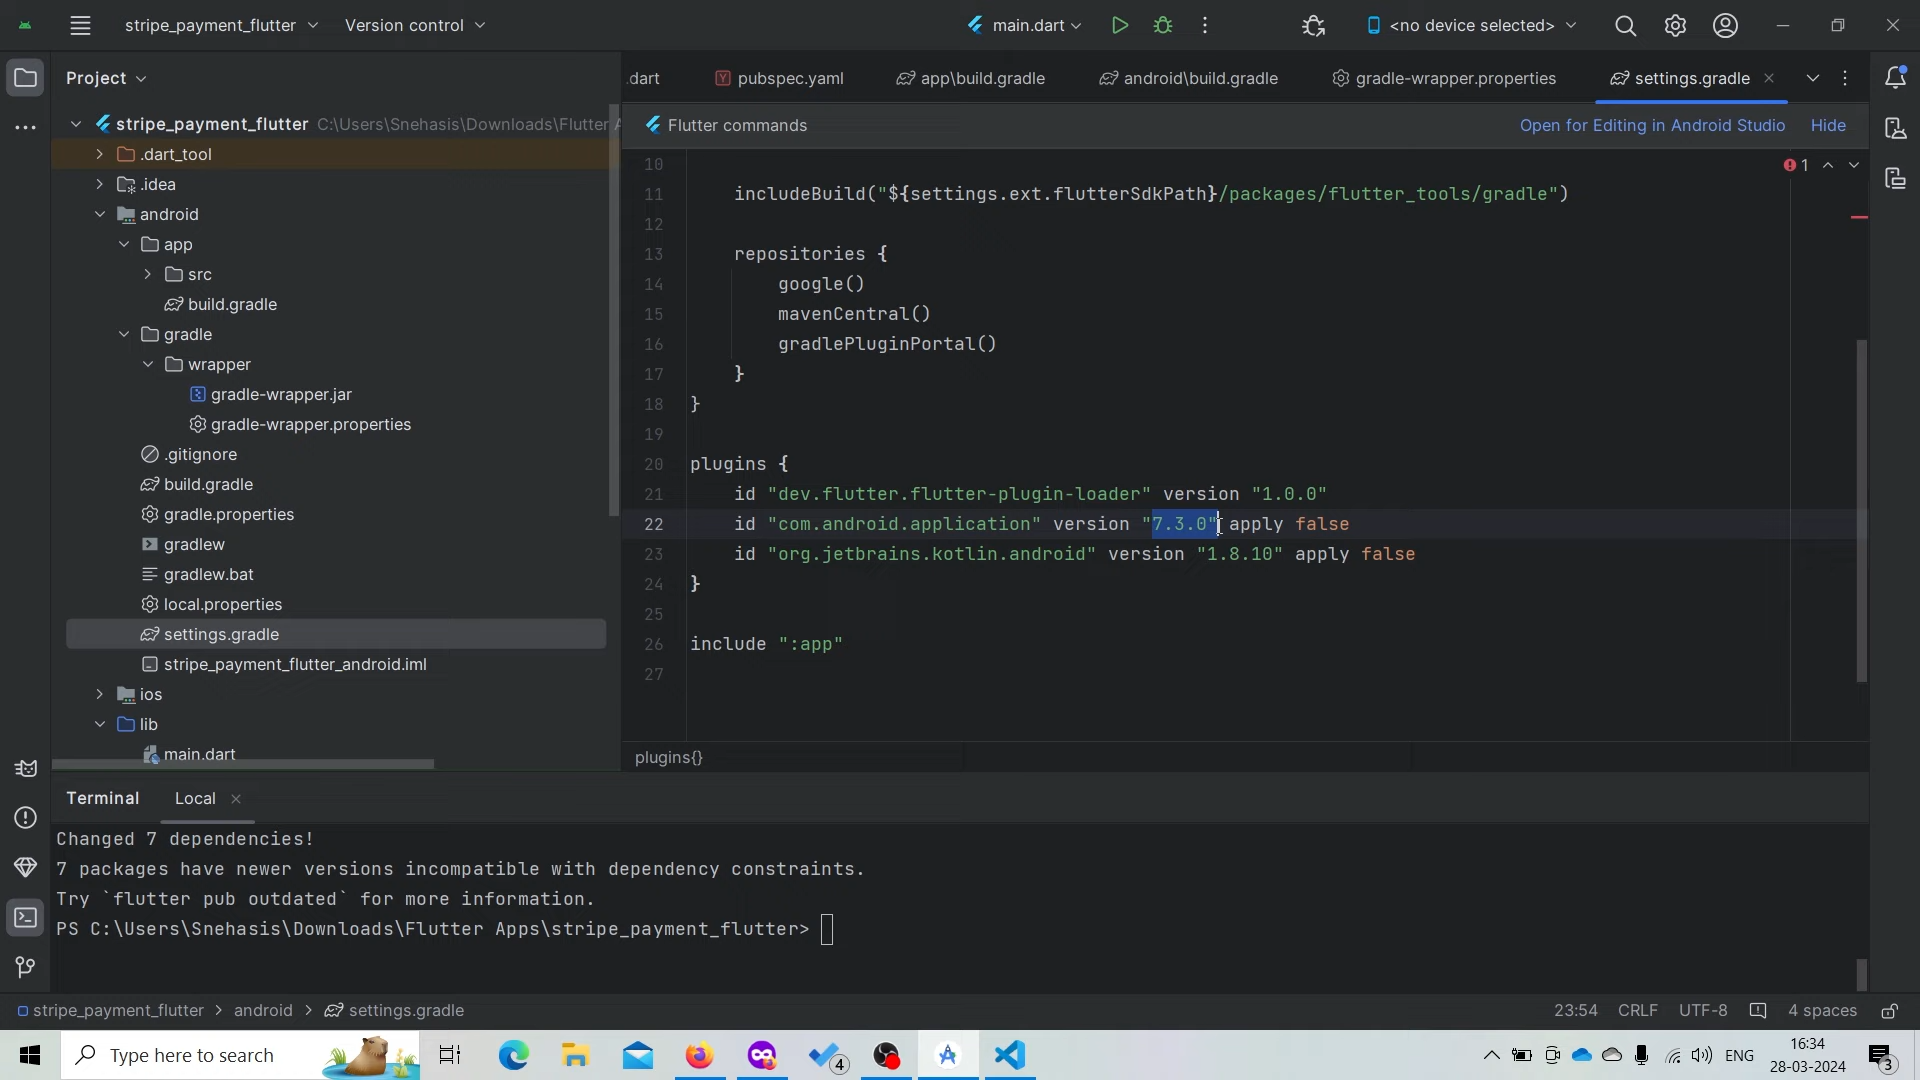 stripe_payment_flutter
Version control
main.dart
<no device selected>
Project
.dart
pubspec.yaml
app\build.gradle
android\build.gradle
gradle-wrapper.properties
settings.gradle
stripe_payment_flutter C:\Users\Snehasis\Downloads\Flutter A
.dart_tool
.idea
android
app
src
build.gradle
gradle
wrapper
gradle-wrapper.jar
gradle-wrapper.properties
.gitignore
build.gradle
gradle.properties
gradlew
gradlew.bat
local.properties
settings.gradle
stripe_payment_flutter_android.iml
ios
lib
main.dart
Flutter commands
Open for Editing in Android Studio
Hide
1
10
11 includeBuild("${settings.ext.flutterSdkPath}/packages/flutter_tools/gradle")
12
13 repositories {
14 google()
15 mavenCentral()
16 gradlePluginPortal()
17 }
18 }
19
20 plugins {
21 id "dev.flutter.flutter-plugin-loader" version "1.0.0"
22 id "com.android.application" version "7.3.0" apply false
23 id "org.jetbrains.kotlin.android" version "1.8.10" apply false
24 }
25
26 include ":app"
27
plugins{}
Terminal
Local
Changed 7 dependencies!
7 packages have newer versions incompatible with dependency constraints.
Try `flutter pub outdated` for more information.
PS C:\Users\Snehasis\Downloads\Flutter Apps\stripe_payment_flutter>
stripe_payment_flutter > android > settings.gradle
23:54
CRLF
UTF-8
4 spaces
Type here to search
4
ENG
16:34
28-03-2024
3